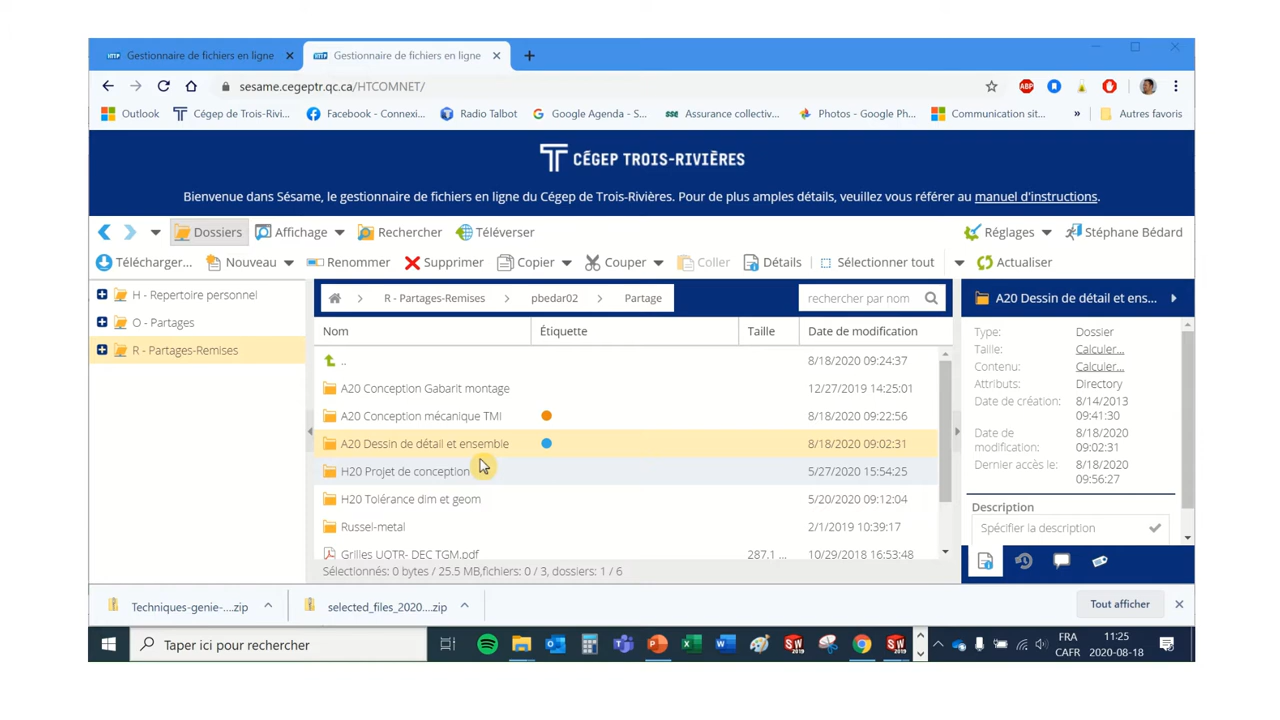 Gestionnaire de fichiers en ligne
Gestionnaire de fichiers en ligne
sesame.cegeptr.qc.ca/HTCOMNET/
ABP
Outlook
Cégep de Trois-Rivi...
Facebook - Connexi...
Radio Talbot
Google Agenda - S...
sse Assurance collectiv...
Photos - Google Ph...
Communication sit...
»
Autres favoris
CÉGEP TROIS-RIVIÈRES
Bienvenue dans Sésame, le gestionnaire de fichiers en ligne du Cégep de Trois-Rivières. Pour de plus amples détails, veuillez vous référer au manuel d'instructions.
Dossiers Affichage Rechercher Téléverser Réglages Stéphane Bédard
Télécharger... Nouveau Renommer Supprimer Copier Couper Coller Détails Sélectionner tout Actualiser
H - Repertoire personnel
O - Partages
R - Partages-Remises
R - Partages-Remises > pbedar02 > Partage
rechercher par nom
Nom Étiquette Taille Date de modification
.. 8/18/2020 09:24:37
A20 Conception Gabarit montage 12/27/2019 14:25:01
A20 Conception mécanique TMI 8/18/2020 09:22:56
A20 Dessin de détail et ensemble 8/18/2020 09:02:31
H20 Projet de conception 5/27/2020 15:54:25
H20 Tolérance dim et geom 5/20/2020 09:12:04
Russel-metal 2/1/2019 10:39:17
Grilles UOTR- DEC TGM.pdf 287.1 ... 10/29/2018 16:53:48
Sélectionnés: 0 bytes / 25.5 MB,fichiers: 0 / 3, dossiers: 1 / 6
A20 Dessin de détail et ens...
Type: Dossier
Taille: Calculer...
Contenu: Calculer...
Attributs: Directory
Date de création: 8/14/2013
09:41:30
Date de 8/18/2020
modification: 09:02:31
Dernier accès le: 8/18/2020
09:56:27
Description
Spécifier la description
Techniques-genie-....zip
selected_files_2020....zip
Tout afficher
Taper ici pour rechercher
FRA
CAFR
11:25
2020-08-18